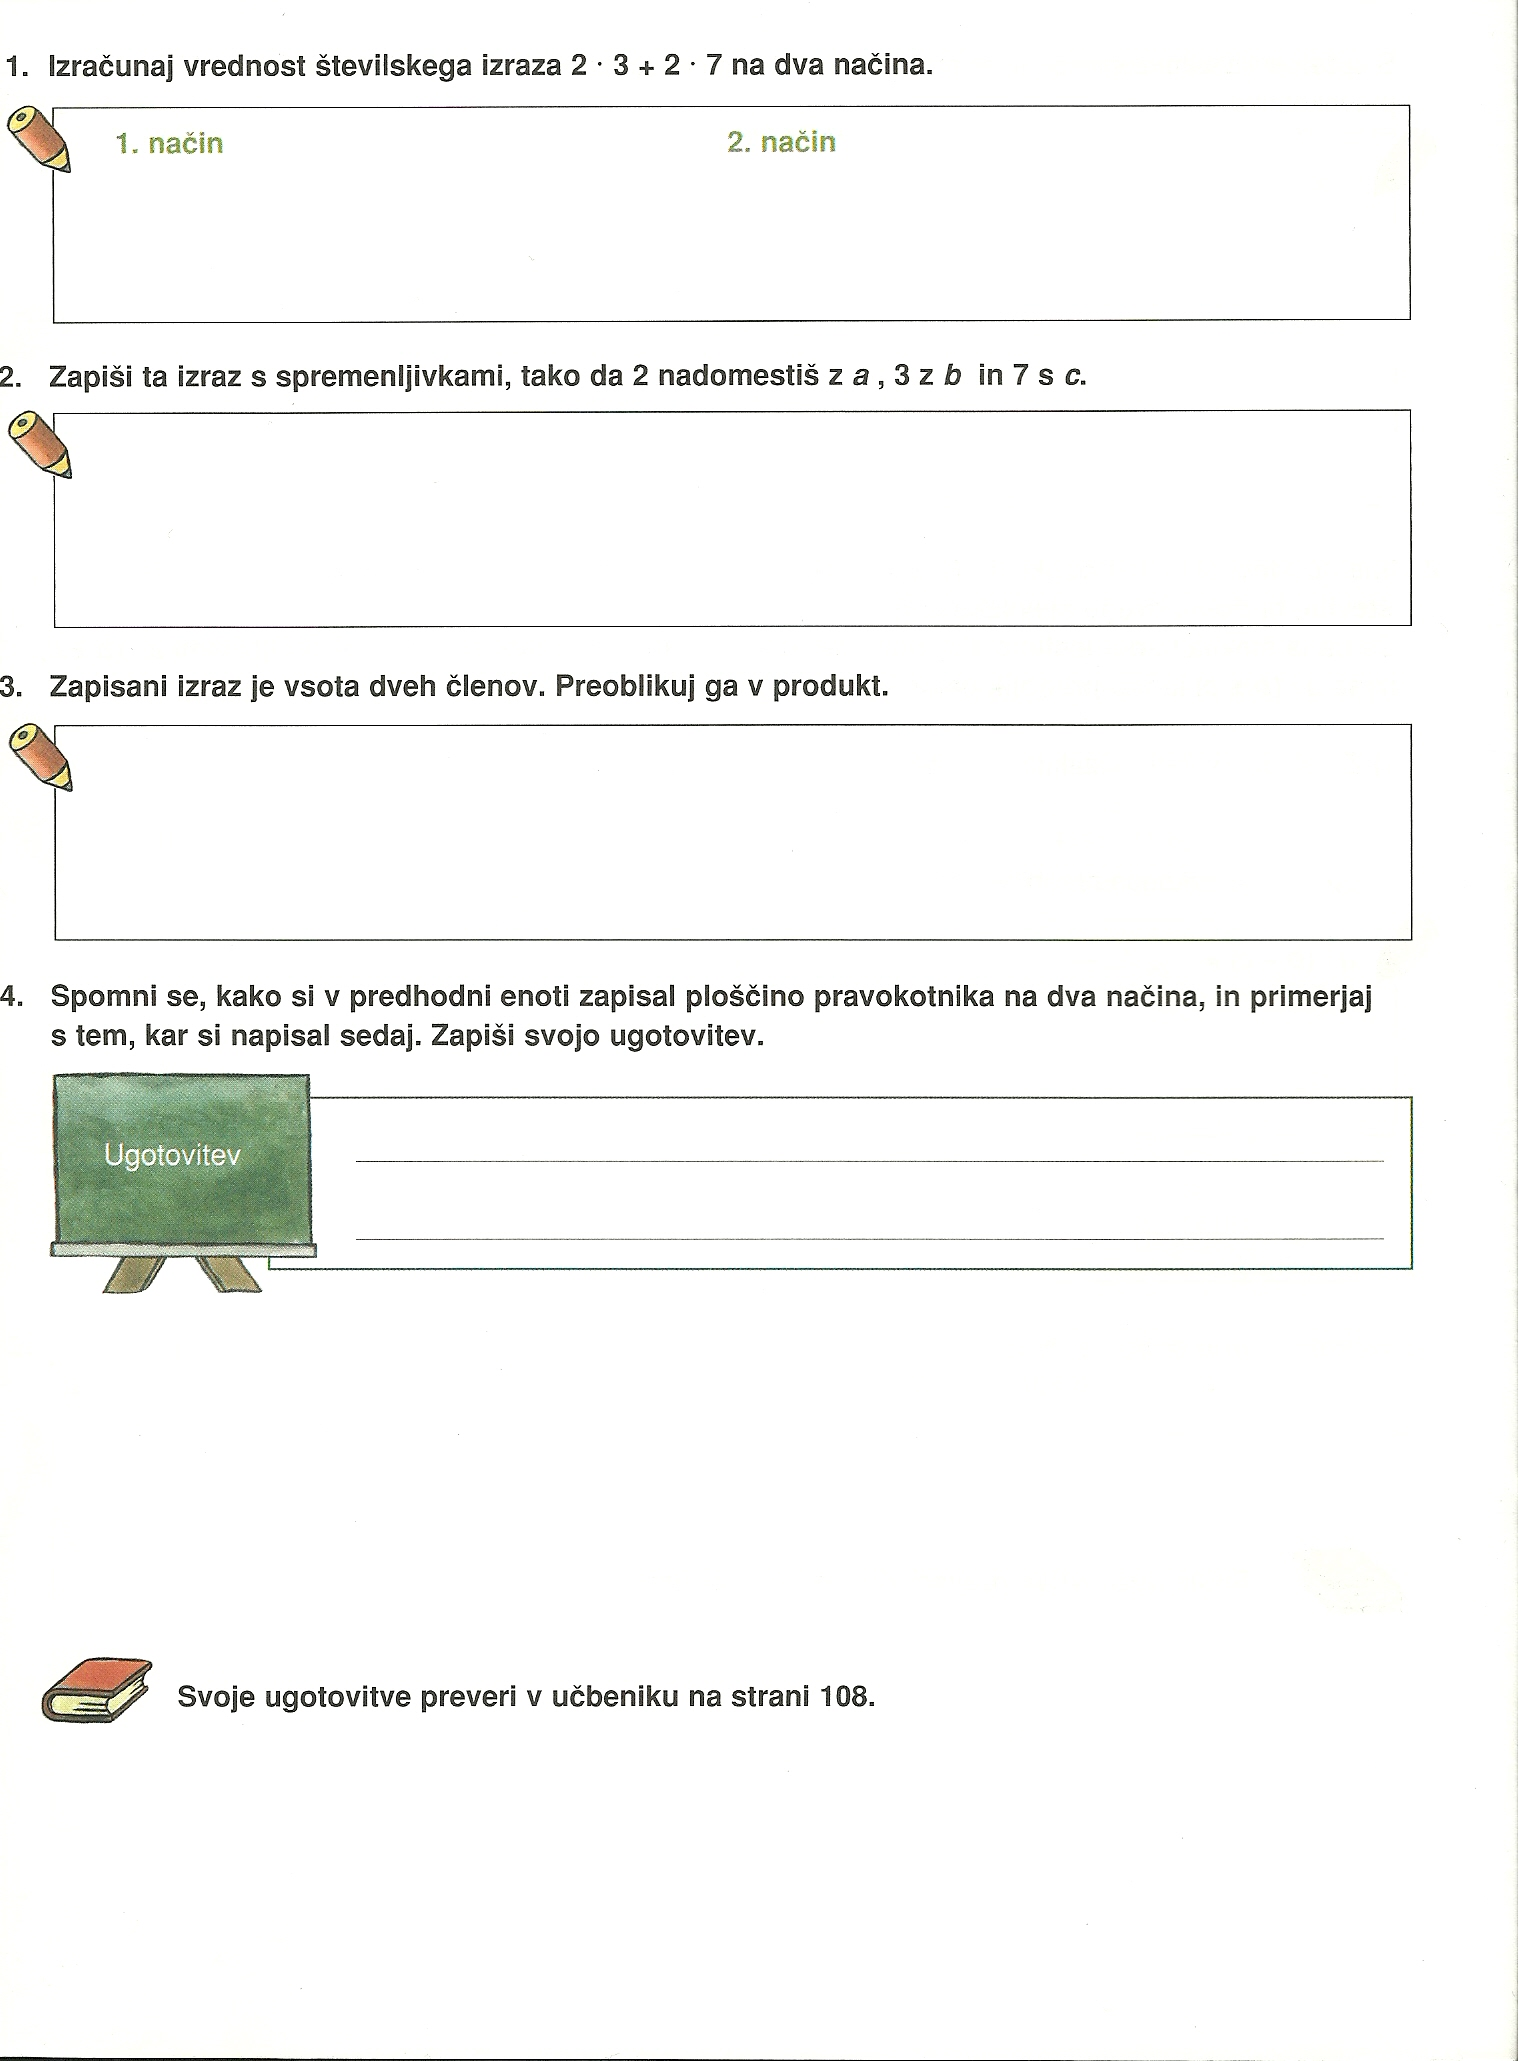 1. Izračunaj vrednost številskega izraza 2 · 3 + 2 · 7 na dva načina.
1. način 2. način
2. Zapiši ta izraz s spremenljivkami, tako da 2 nadomestiš z a , 3 z b in 7 s c.
3. Zapisani izraz je vsota dveh členov. Preoblikuj ga v produkt.
4. Spomni se, kako si v predhodni enoti zapisal ploščino pravokotnika na dva načina, in primerjaj
s tem, kar si napisal sedaj. Zapiši svojo ugotovitev.
Ugotovitev
Svoje ugotovitve preveri v učbeniku na strani 108.